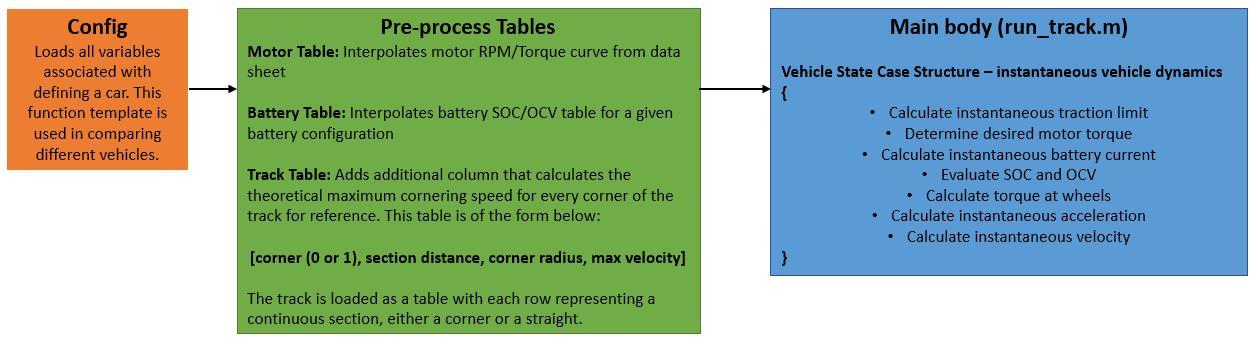 Config
Loads all variables
associated with
defining a car. This
function template is
used in comparing
different vehicles.
Pre-process Tables
Motor Table: Interpolates motor RPM/Torque curve from data
sheet
Battery Table: Interpolates battery SOC/OCV table for a given
battery configuration
Track Table: Adds additional column that calculates the
theoretical maximum cornering speed for every corner of the
track for reference. This table is of the form below:
[corner (0 or 1), section distance, corner radius, max velocity]
The track is loaded as a table with each row representing a
continuous section, either a corner or a straight.
Main body (run_track.m)
Vehicle State Case Structure – instantaneous vehicle dynamics
{
• Calculate instantaneous traction limit
• Determine desired motor torque
• Calculate instantaneous battery current
• Evaluate SOC and OCV
• Calculate torque at wheels
• Calculate instantaneous acceleration
• Calculate instantaneous velocity
}